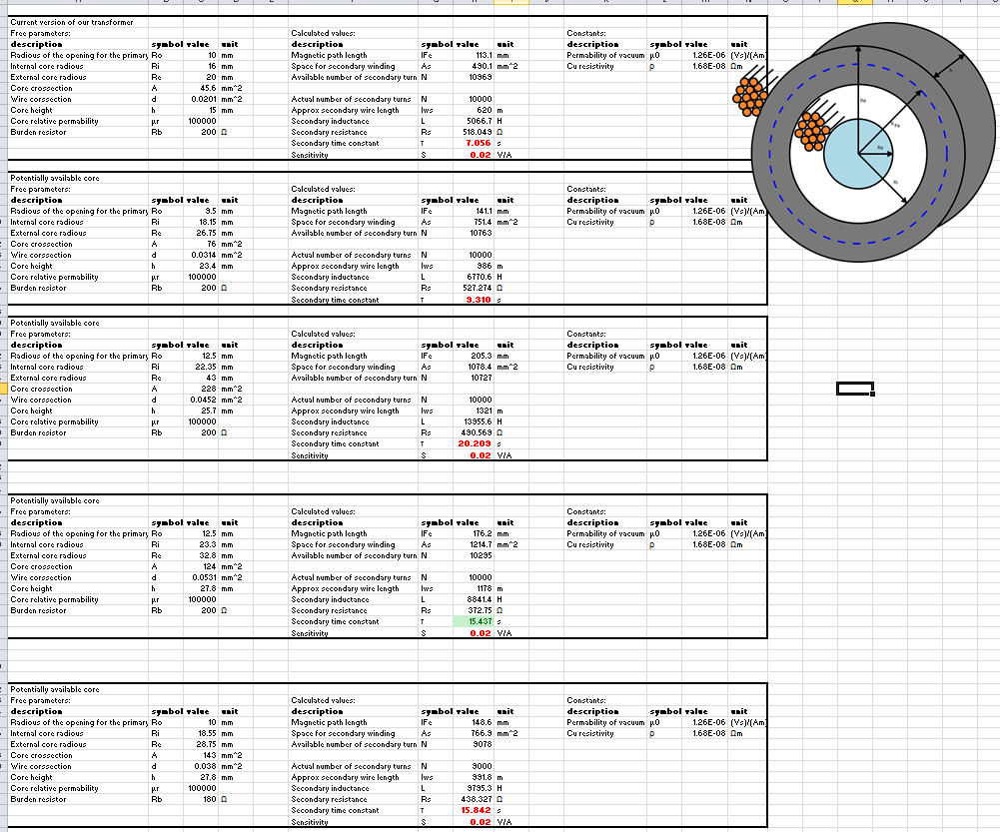 Current version of our transformer
Free parameters: Calculated values: Constants:
description symbol value unit description symbol value unit description symbol value unit
Radius of the opening for the primary Ro 10 mm Magnetic path length lFe 113.1 mm Permability of vacuum μ0 1.26E-06 (Vs)/(Am)
Internal core radius Ri 16 mm Space for secondary winding As 490.1 mm^2 Cu resistivity ρ 1.68E-08 Ωm
External core radius Re 20 mm Available number of secondary turn N 10969
Core crossection A 45.6 mm^2
Wire corssection d 0.0201 mm^2 Actual number of secondary turns N 10000
Core height h 15 mm Approx secondary wire length lws 620 m
Core relative permability μr 100000 Secondary inductance L 5066.7 H
Burden resistor Rb 200 Ω Secondary resistance Rs 518.049 Ω
Secondary time constant τ 7.056 s
Sensitivity S 0.02 V/A
Potentially available core
Free parameters: Calculated values: Constants:
description symbol value unit description symbol value unit description symbol value unit
Radius of the opening for the primary Ro 9.5 mm Magnetic path length lFe 141.1 mm Permability of vacuum μ0 1.26E-06 (Vs)/(Am)
Internal core radius Ri 18.15 mm Space for secondary winding As 751.4 mm^2 Cu resistivity ρ 1.68E-08 Ωm
External core radius Re 26.75 mm Available number of secondary turn N 10763
Core crossection A 76 mm^2
Wire corssection d 0.0314 mm^2 Actual number of secondary turns N 10000
Core height h 23.4 mm Approx secondary wire length lws 986 m
Core relative permability μr 100000 Secondary inductance L 6770.6 H
Burden resistor Rb 200 Ω Secondary resistance Rs 527.274 Ω
Secondary time constant τ 9.310 s
Potentially available core
Free parameters: Calculated values: Constants:
description symbol value unit description symbol value unit description symbol value unit
Radius of the opening for the primary Ro 12.5 mm Magnetic path length lFe 205.3 mm Permability of vacuum μ0 1.26E-06 (Vs)/(Am)
Internal core radius Ri 22.35 mm Space for secondary winding As 1078.4 mm^2 Cu resistivity ρ 1.68E-08 Ωm
External core radius Re 43 mm Available number of secondary turn N 10727
Core crossection A 228 mm^2
Wire corssection d 0.0452 mm^2 Actual number of secondary turns N 10000
Core height h 25.7 mm Approx secondary wire length lws 1321 m
Core relative permability μr 100000 Secondary inductance L 13955.6 H
Burden resistor Rb 200 Ω Secondary resistance Rs 490.569 Ω
Secondary time constant τ 20.209 s
Sensitivity S 0.02 V/A
Potentially available core
Free parameters: Calculated values: Constants:
description symbol value unit description symbol value unit description symbol value unit
Radius of the opening for the primary Ro 12.5 mm Magnetic path length lFe 176.2 mm Permability of vacuum μ0 1.26E-06 (Vs)/(Am)
Internal core radius Ri 23.3 mm Space for secondary winding As 1214.7 mm^2 Cu resistivity ρ 1.68E-08 Ωm
External core radius Re 32.8 mm Available number of secondary turn N 10295
Core crossection A 124 mm^2
Wire corssection d 0.0531 mm^2 Actual number of secondary turns N 10000
Core height h 27.8 mm Approx secondary wire length lws 1178 m
Core relative permability μr 100000 Secondary inductance L 8841.4 H
Burden resistor Rb 200 Ω Secondary resistance Rs 372.75 Ω
Secondary time constant τ 15.437 s
Sensitivity S 0.02 V/A
Potentially available core
Free parameters: Calculated values: Constants:
description symbol value unit description symbol value unit description symbol value unit
Radius of the opening for the primary Ro 10 mm Magnetic path length lFe 148.6 mm Permability of vacuum μ0 1.26E-06 (Vs)/(Am)
Internal core radius Ri 18.55 mm Space for secondary winding As 766.9 mm^2 Cu resistivity ρ 1.68E-08 Ωm
External core radius Re 28.75 mm Available number of secondary turn N 9078
Core crossection A 143 mm^2
Wire corssection d 0.038 mm^2 Actual number of secondary turns N 9000
Core height h 27.8 mm Approx secondary wire length lws 991.8 m
Core relative permability μr 100000 Secondary inductance L 9795.3 H
Burden resistor Rb 180 Ω Secondary resistance Rs 438.327 Ω
Secondary time constant τ 15.842 s
Sensitivity S 0.02 V/A